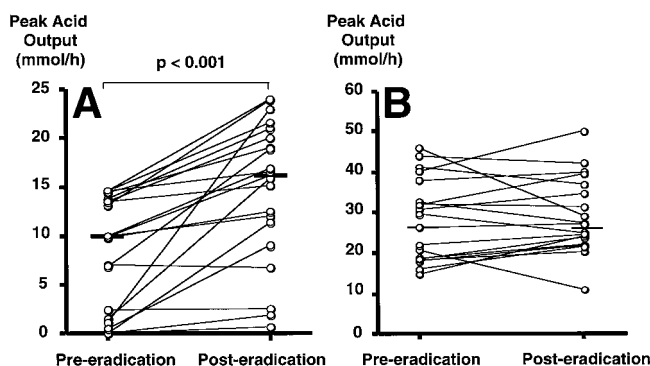 Peak Acid
Output
(mmol/h)
p < 0.001
A
25
20
15
10
5
0
Pre-eradication
Post-eradication
Peak Acid
Output
(mmol/h)
B
60
50
40
30
20
10
0
Pre-eradication
Post-eradication